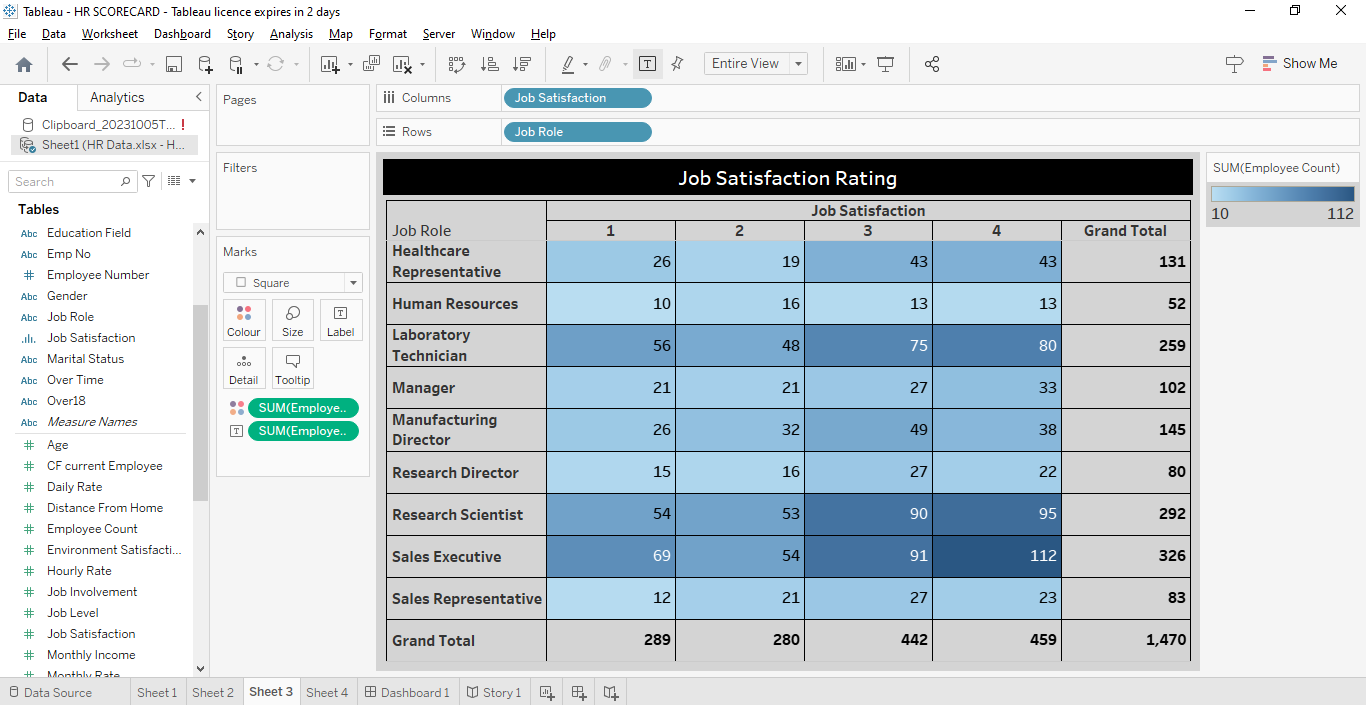 Tableau - HR SCORECARD - Tableau licence expires in 2 days
File Data Worksheet Dashboard Story Analysis Map Format Server Window Help
Entire View Show Me
Data Analytics
Clipboard_20231005T... !
Sheet1 (HR Data.xlsx - H...
Search
Tables
Abc Education Field
Abc Emp No
# Employee Number
Abc Gender
Abc Job Role
Job Satisfaction
Abc Marital Status
Abc Over Time
Abc Over18
Abc Measure Names
# Age
# CF current Employee
# Daily Rate
# Distance From Home
# Employee Count
# Environment Satisfacti...
# Hourly Rate
# Job Involvement
# Job Level
# Job Satisfaction
# Monthly Income
# Monthly Rate
Pages
Filters
Marks
Square
Colour Size Label
Detail Tooltip
SUM(Employe..
SUM(Employe..
Columns Job Satisfaction
Rows Job Role
Job Satisfaction Rating
Job Satisfaction
Job Role 1 2 3 4 Grand Total
Healthcare
Representative 26 19 43 43 131
Human Resources 10 16 13 13 52
Laboratory
Technician 56 48 75 80 259
Manager 21 21 27 33 102
Manufacturing
Director 26 32 49 38 145
Research Director 15 16 27 22 80
Research Scientist 54 53 90 95 292
Sales Executive 69 54 91 112 326
Sales Representative 12 21 27 23 83
Grand Total 289 280 442 459 1,470
SUM(Employee Count)
10 112
Data Source Sheet 1 Sheet 2 Sheet 3 Sheet 4 Dashboard 1 Story 1